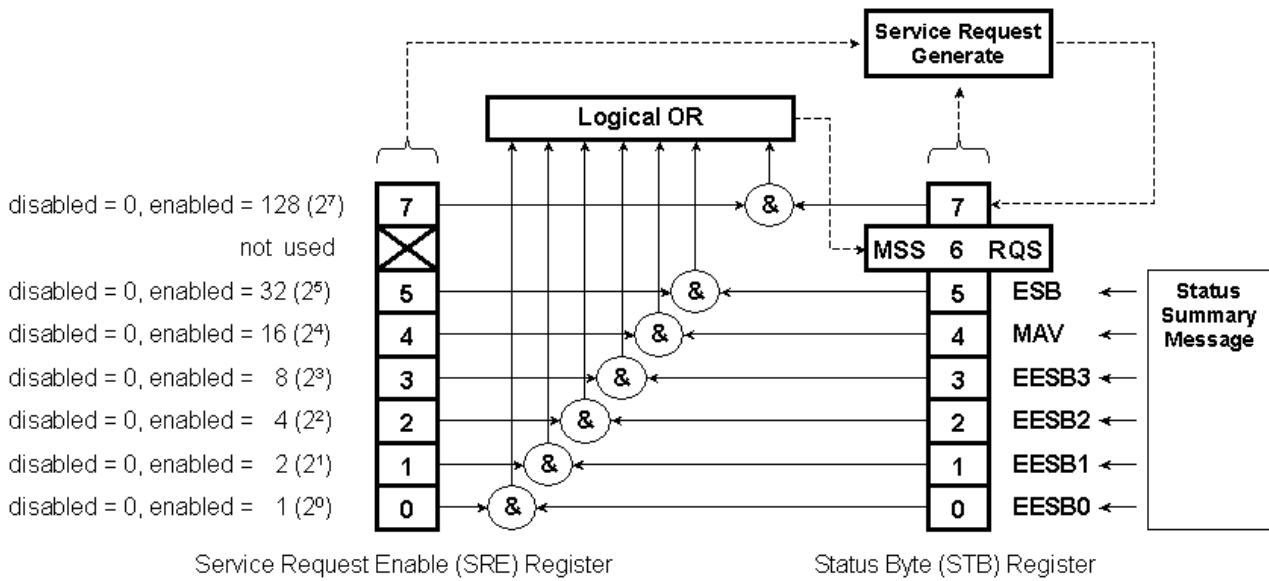 Service Request
Generate
Logical OR
disabled = 0, enabled = 128 (2⁷)
7
&
7
not used
MSS 6 RQS
disabled = 0, enabled = 32 (2⁵)
5
&
5
ESB
Status
Summary
Message
disabled = 0, enabled = 16 (2⁴)
4
&
4
MAV
disabled = 0, enabled = 8 (2³)
3
&
3
EESB3
disabled = 0, enabled = 4 (2²)
2
&
2
EESB2
disabled = 0, enabled = 2 (2¹)
1
&
1
EESB1
disabled = 0, enabled = 1 (2⁰)
0
&
0
EESB0
Service Request Enable (SRE) Register
Status Byte (STB) Register